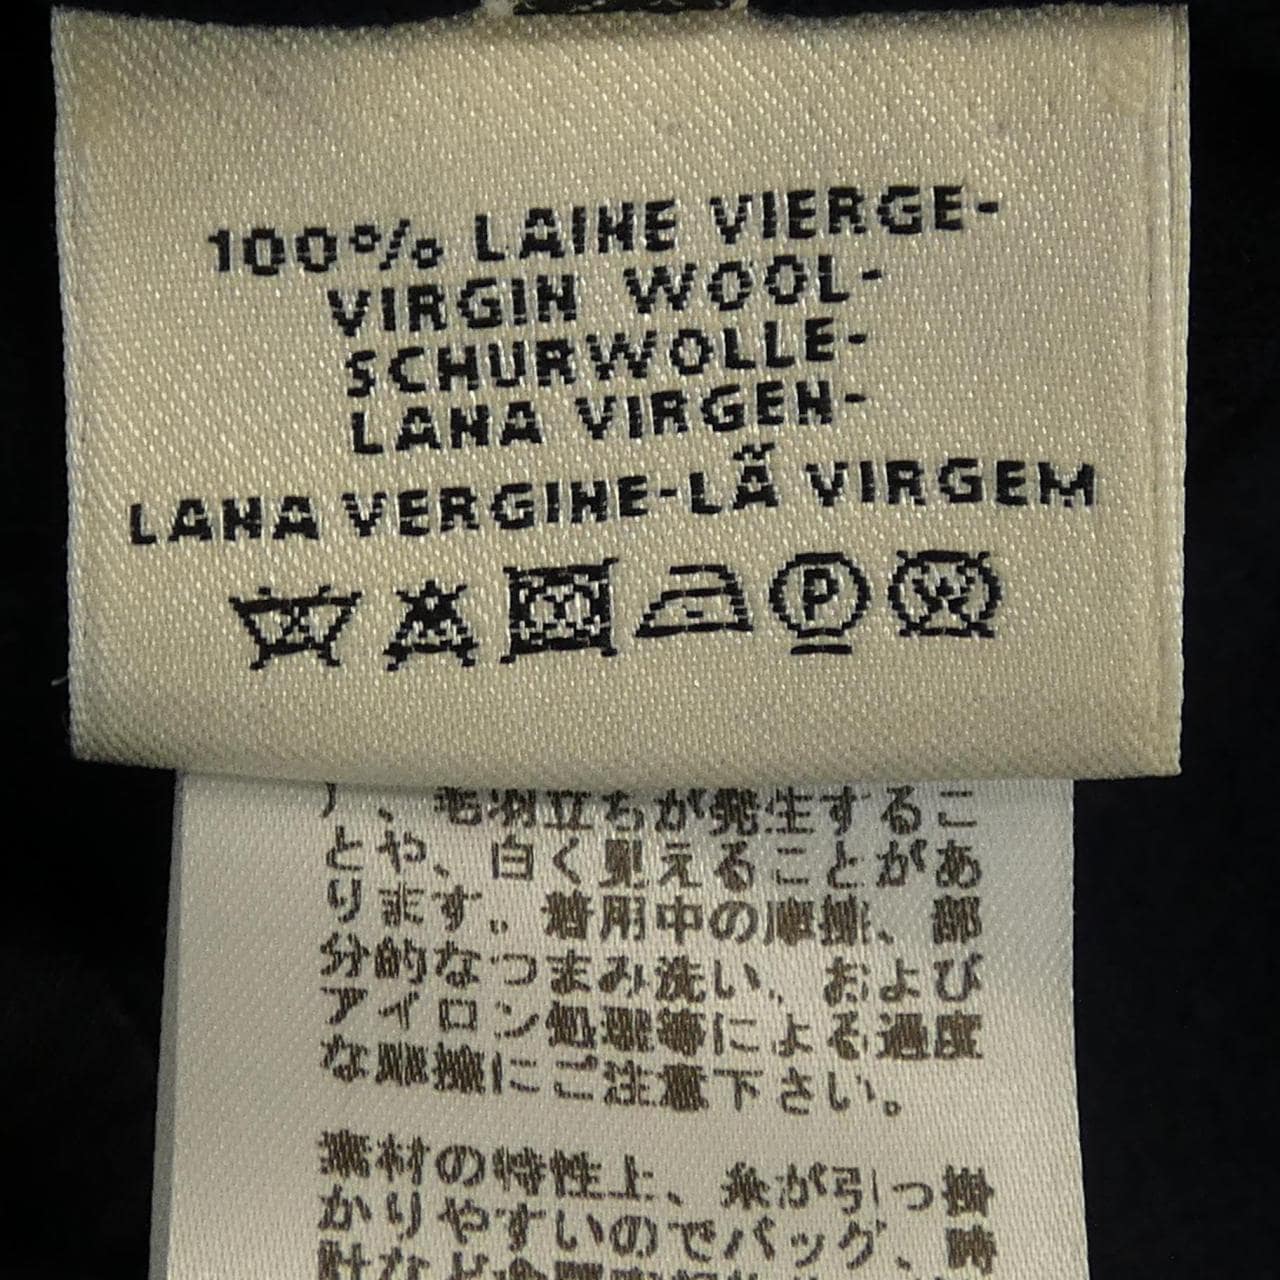 100% LAINE VIERGE-
VIRGIN WOOL-
SCHURWOLLE-
LANA VIRGEN-
LANA VERGINE-LÃ VIRGEM
P
W
、毛羽立ちが発生するこ
とや、白く見えることがあ
ります。着用中の摩擦、部
分的なつまみ洗い、および
アイロン処理等による過度
な摩擦にご注意下さい。
素材の特性上、糸が引っ掛
かりやすいのでバッグ、時
計など金